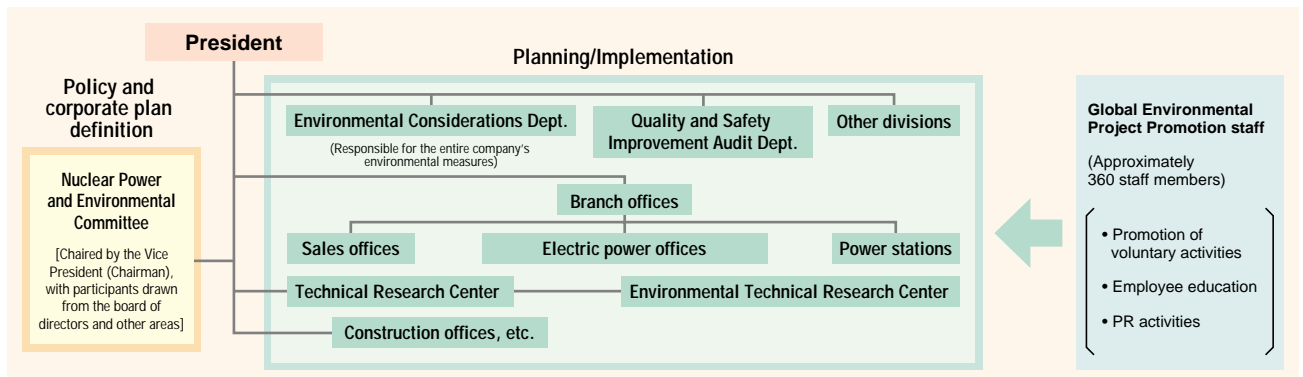 President
Planning/Implementation
Policy and
corporate plan
definition
Nuclear Power
and Environmental
Committee
[Chaired by the Vice
President (Chairman),
with participants drawn
from the board of
directors and other areas]
Environmental Considerations Dept.
(Responsible for the entire company's
environmental measures)
Quality and Safety
Improvement Audit Dept.
Other divisions
Branch offices
Sales offices
Electric power offices
Power stations
Technical Research Center
Environmental Technical Research Center
Construction offices, etc.
Global Environmental
Project Promotion staff
(Approximately
360 staff members)
• Promotion of
voluntary activities
• Employee education
• PR activities